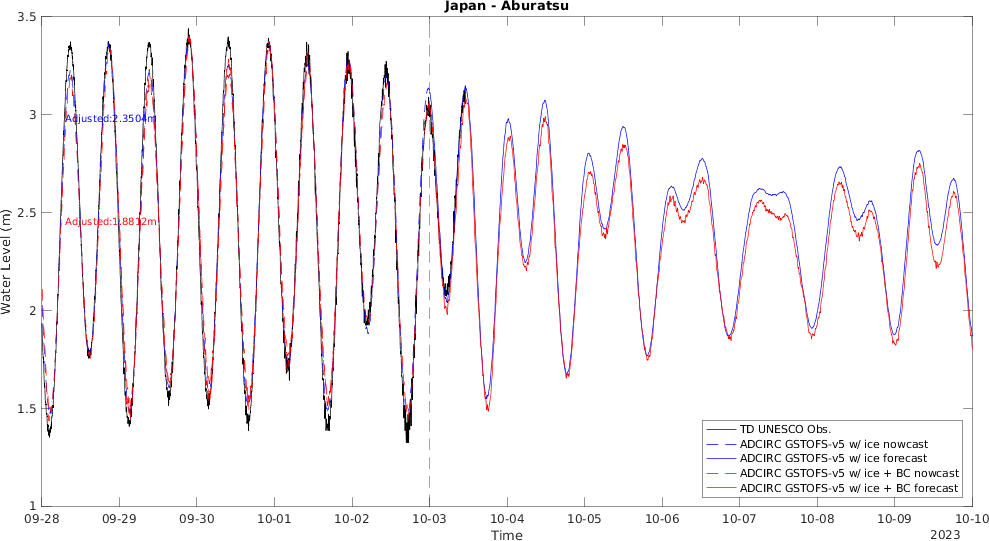 Japan - Aburatsu
3.5
3
2.5
2
1.5
1
Water Level (m)
Adjusted:2.3504m
Adjusted:1.8812m
TD UNESCO Obs.
ADCIRC GSTOFS-v5 w/ ice nowcast
ADCIRC GSTOFS-v5 w/ ice forecast
ADCIRC GSTOFS-v5 w/ ice + BC nowcast
ADCIRC GSTOFS-v5 w/ ice + BC forecast
09-28 09-29 09-30 10-01 10-02 10-03 10-04 10-05 10-06 10-07 10-08 10-09 10-10
Time
2023